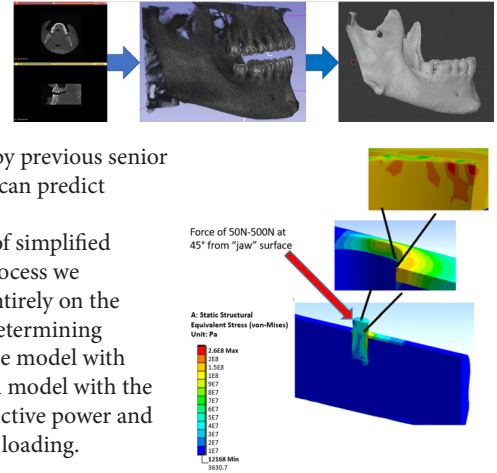 by previous senior
can predict
of simplified
rocess we
ntirely on the
etermining
e model with
model with the
ctive power and
loading.
Force of 50N-500N at
45° from "jaw" surface
A: Static Structural
Equivalent Stress (von-Mises)
Unit: Pa
2.6E8 Max
2E8
1.5E8
1E8
9E7
8E7
7E7
6E7
5E7
4E7
3E7
2E7
1E7
12168 Min
3630.7